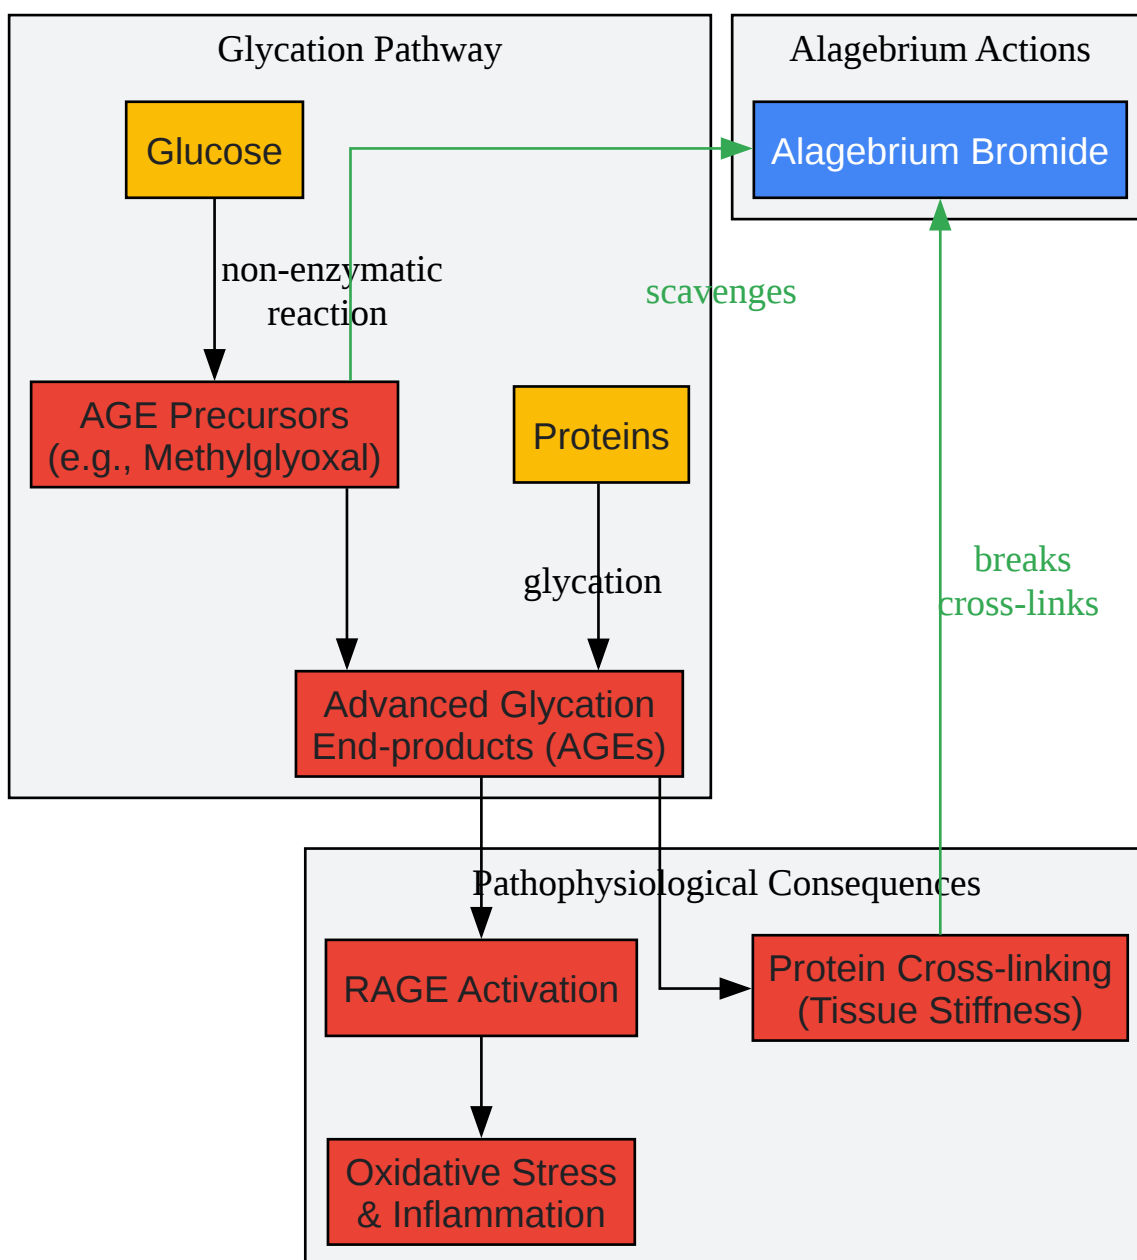 Glycation Pathway
Alagebrium Actions
Glucose
Alagebrium Bromide
non-enzymatic
reaction
scavenges
AGE Precursors
(e.g., Methylglyoxal)
Proteins
glycation
breaks
cross-links
Advanced Glycation
End-products (AGEs)
Pathophysiological Consequences
RAGE Activation
Protein Cross-linking
(Tissue Stiffness)
Oxidative Stress
& Inflammation